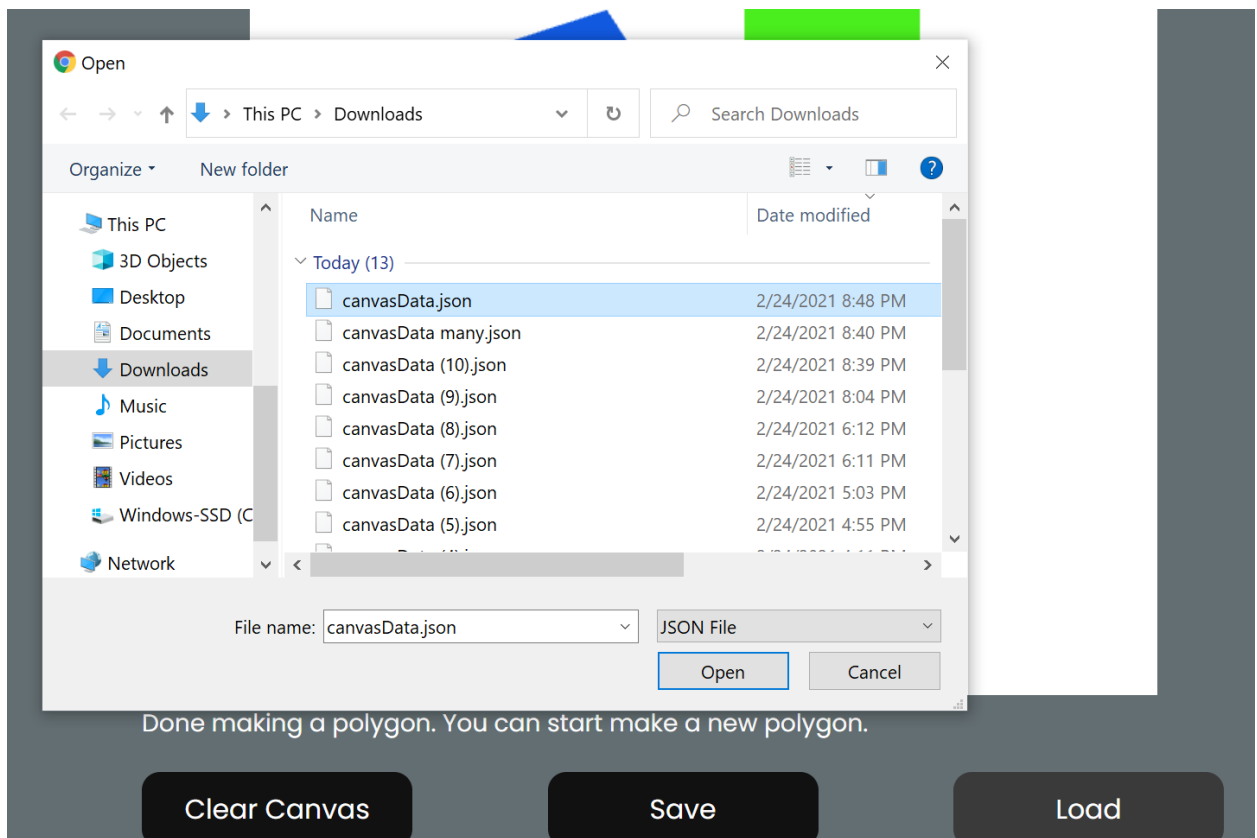 Open
This PC > Downloads
Search Downloads
Organize
New folder
?
This PC
3D Objects
Desktop
Documents
Downloads
Music
Pictures
Videos
Windows-SSD (C
Network
Name Date modified
Today (13)
canvasData.json 2/24/2021 8:48 PM
canvasData many.json 2/24/2021 8:40 PM
canvasData (10).json 2/24/2021 8:39 PM
canvasData (9).json 2/24/2021 8:04 PM
canvasData (8).json 2/24/2021 6:12 PM
canvasData (7).json 2/24/2021 6:11 PM
canvasData (6).json 2/24/2021 5:03 PM
canvasData (5).json 2/24/2021 4:55 PM
File name: canvasData.json JSON File
Open Cancel
Done making a polygon. You can start make a new polygon.
Clear Canvas Save Load